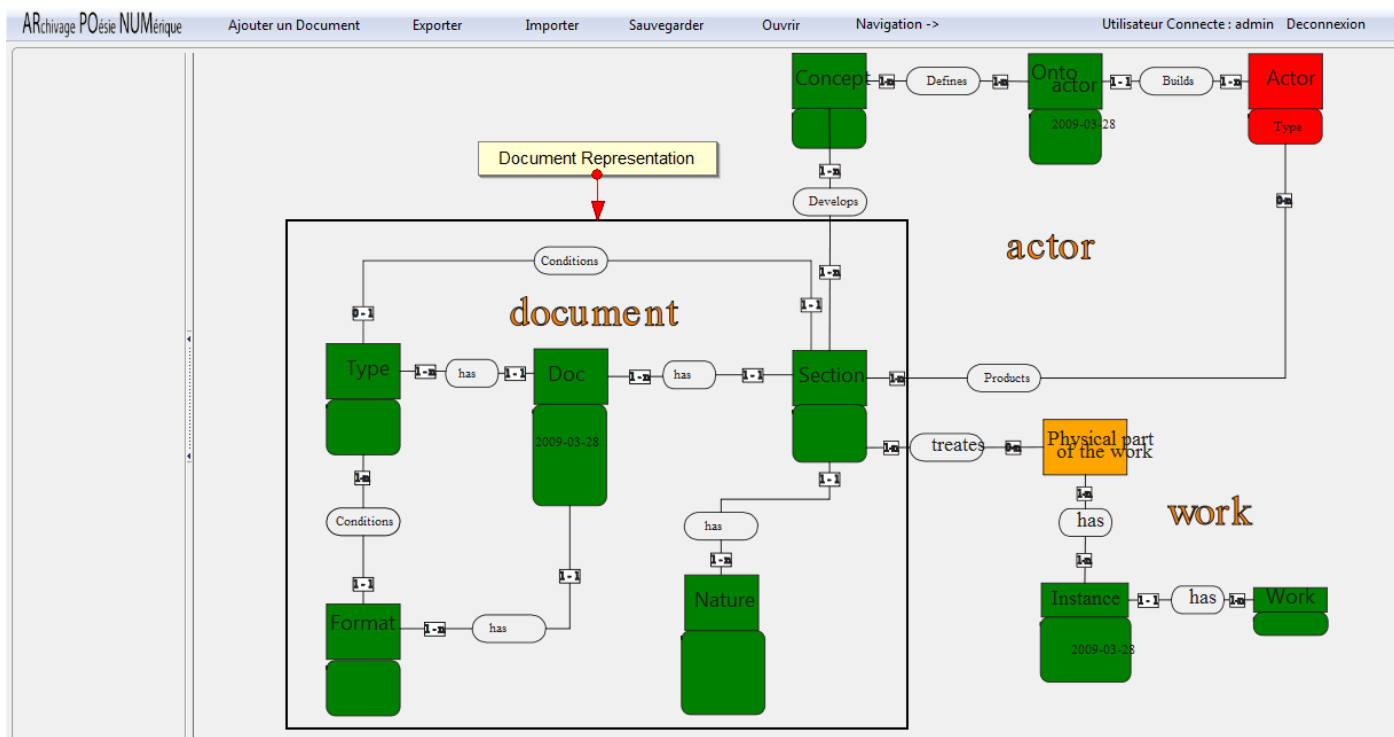 ARchivage POésie NUMérique Ajouter un Document Exporter Importer Sauvegarder Ouvrir Navigation -> Utilisateur Connecte : admin Deconnexion
Concept 1-n Defines 1-n Onto actor 1-1 Builds 1-n Actor
2009-03-28
Type
Document Representation
1-n
Develops
0-n
actor
Conditions
1-n
0-1
1-1
document
Type 1-n has 1-1 Doc 1-n has 1-1 Section 1-n Products
2009-03-28
1-n treates 0-n Physical part
of the work
1-n
1-1
1-n
Conditions
has
has
work
1-n
1-n
1-1
1-1
Format 1-n has
Nature
Instance 1-1 has 1-n Work
2009-03-28